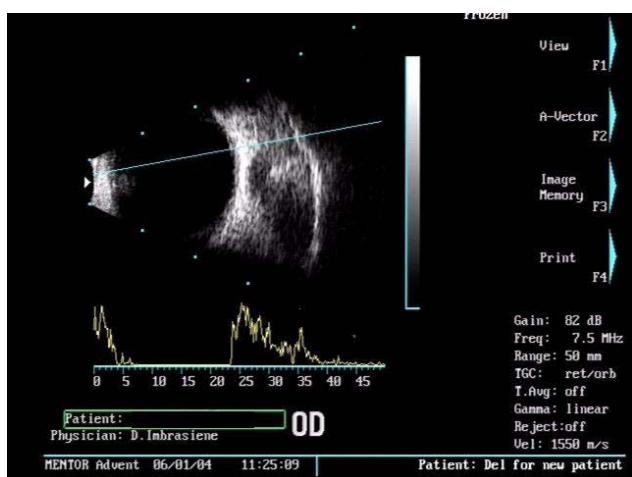 Frozen
View
F1
A-Vector
F2
Image
Memory
F3
Print
F4
Gain: 82 dB
Freq: 7.5 MHz
Range: 50 mm
TGC: ret/orb
T.Avg: off
Gamma: linear
Reject:off
Vel: 1550 m/s
0 5 10 15 20 25 30 35 40 45
Patient:
OD
Physician: D.Imbrasiene
MENTOR Advent 06/01/04 11:25:09 Patient: Del for new patient